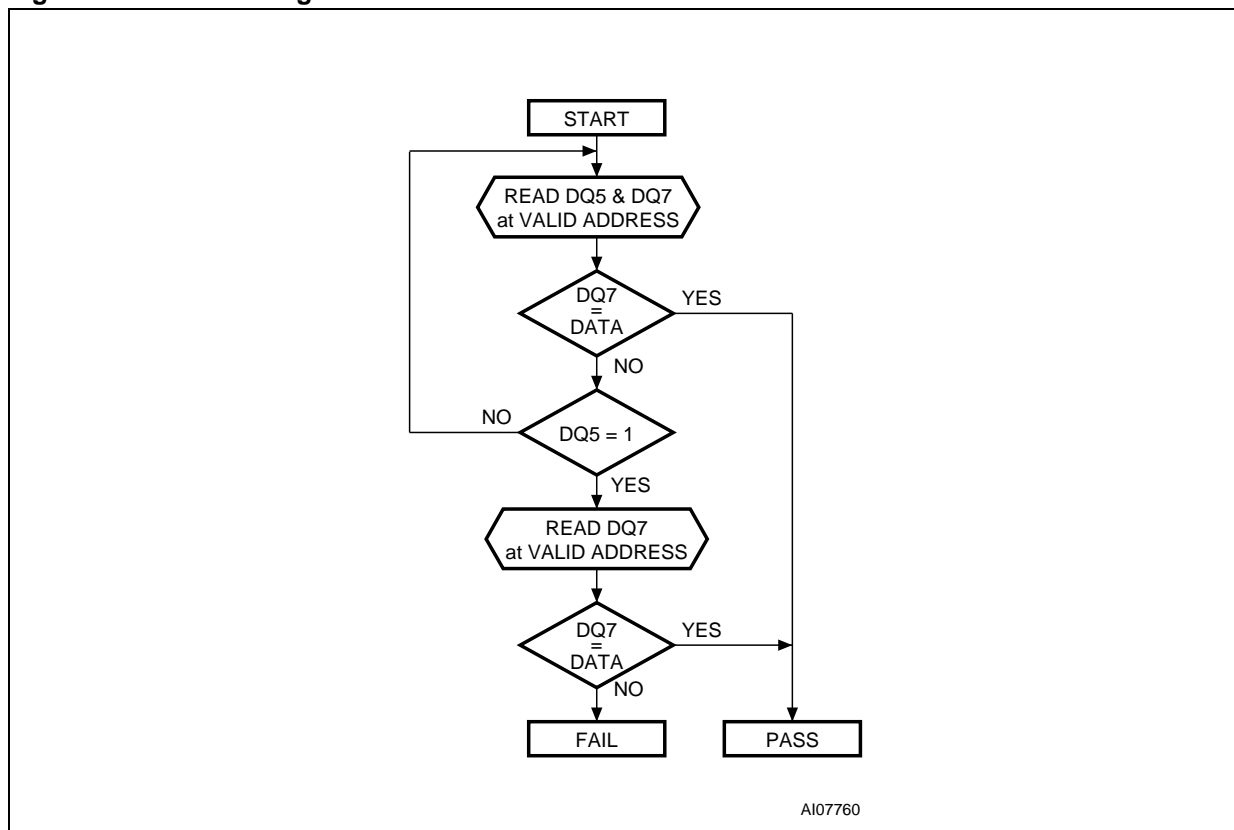 START
READ DQ5 & DQ7
at VALID ADDRESS
DQ7
=
DATA
YES
NO
DQ5 = 1
NO
YES
READ DQ7
at VALID ADDRESS
DQ7
=
DATA
YES
NO
FAIL
PASS
AI07760